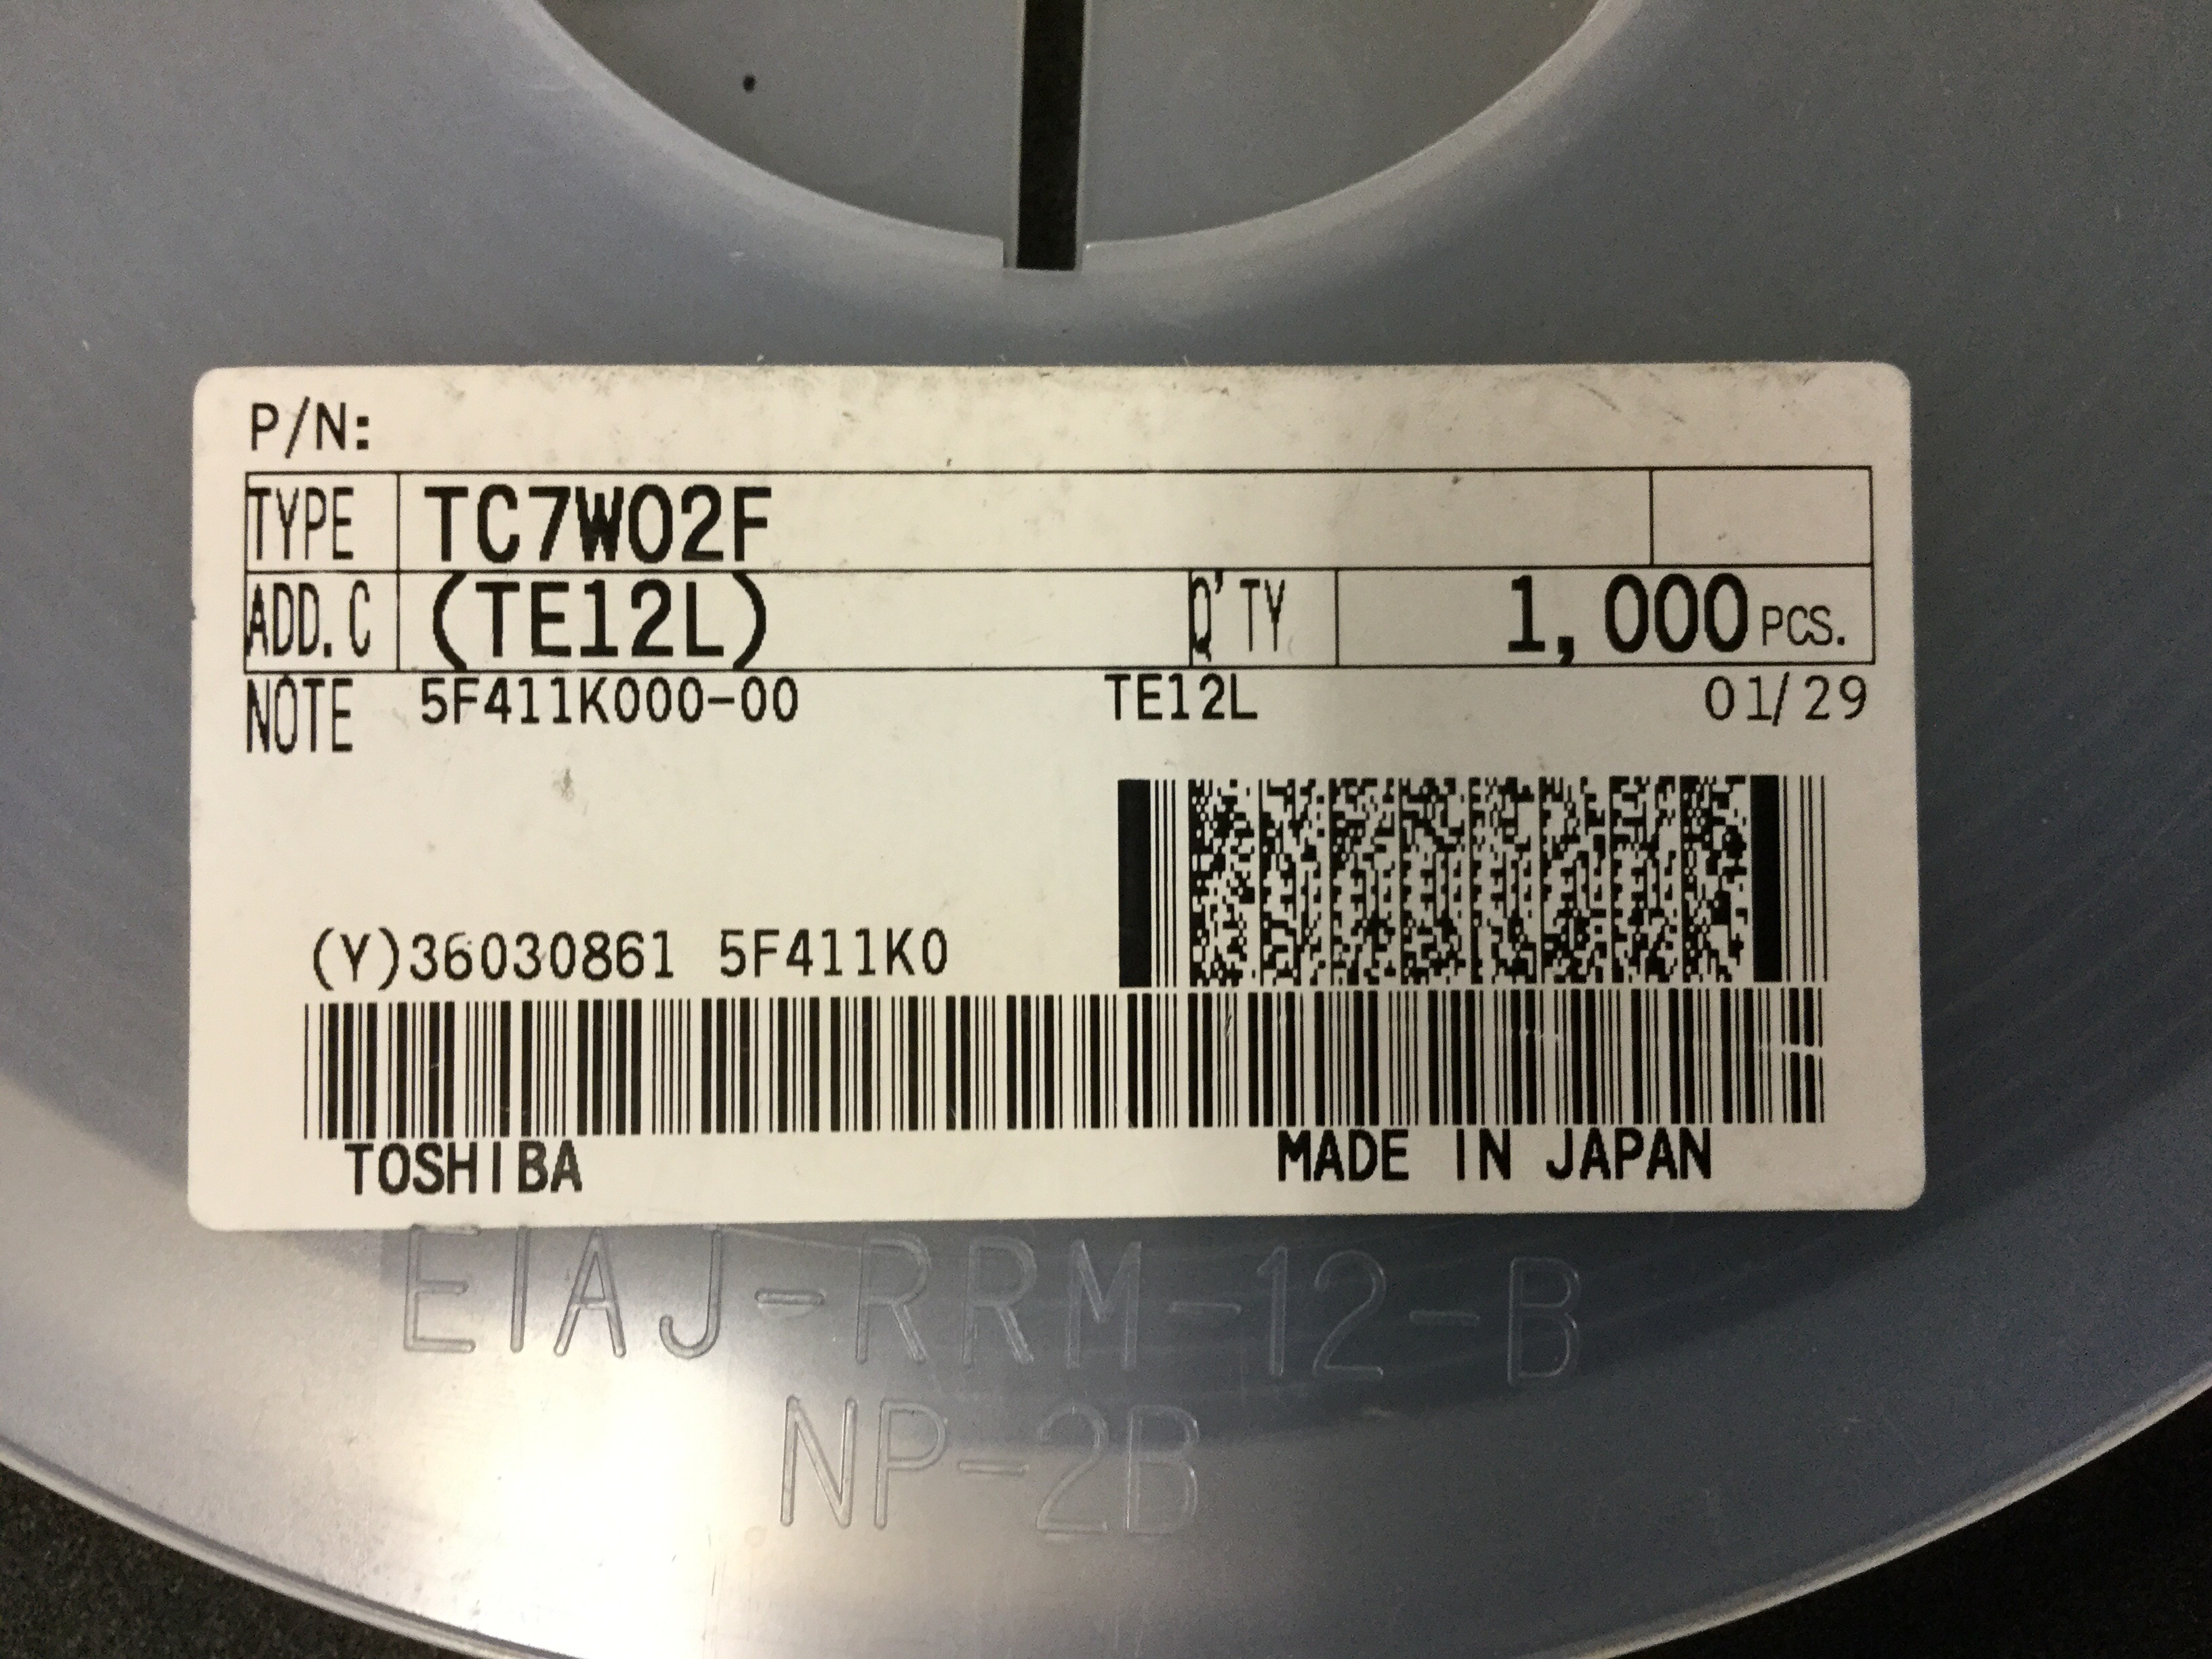 P/N:
TYPE TC7W02F
ADD.C (TE12L) Q'TY 1,000 PCS.
NOTE 5F411K000-00 TE12L 01/29
(Y)36030861 5F411K0
TOSHIBA MADE IN JAPAN
EIAJ-RRM-12-B
NP-2B